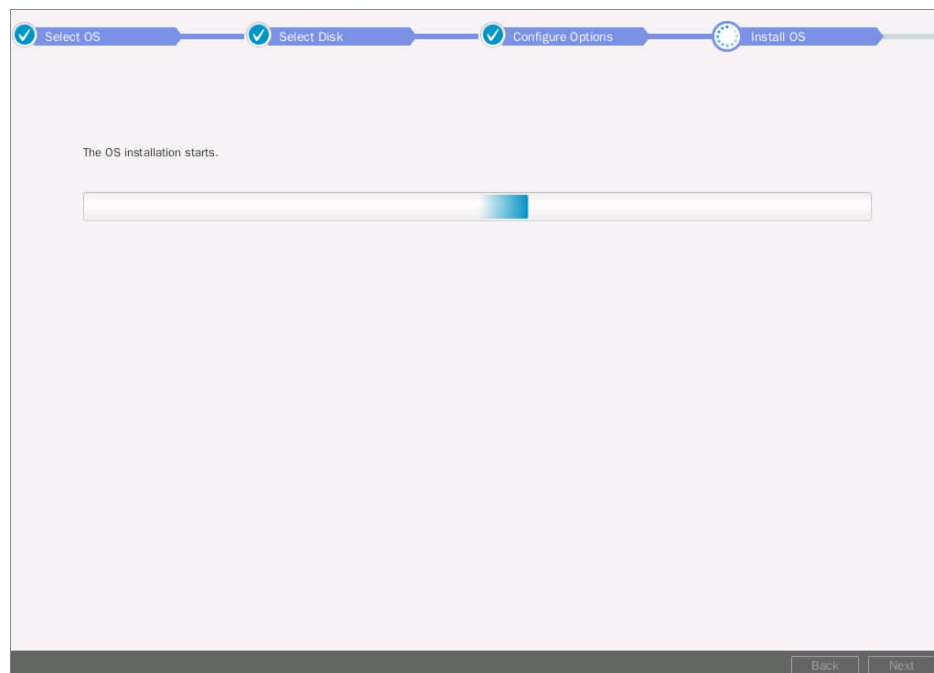 Select OS
Select Disk
Configure Options
Install OS
The OS installation starts.
Back
Next